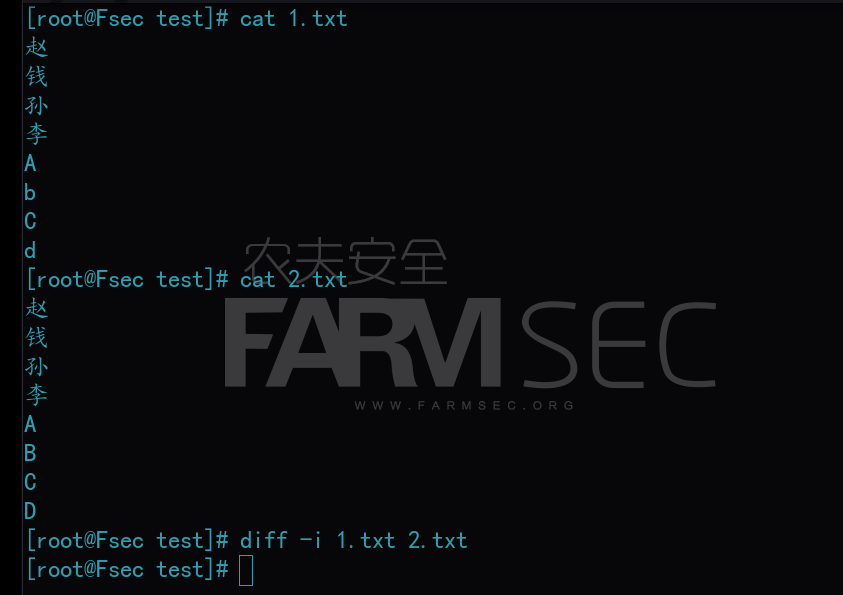 [root@Fsec test]# cat 1.txt
赵
钱
孙
李
A
b
C
d
[root@Fsec test]# cat 2.txt
赵
钱
孙
李
A
B
C
D
[root@Fsec test]# diff -i 1.txt 2.txt
[root@Fsec test]#
农夫安全
FARMSEC
WWW.FARMSEC.ORG